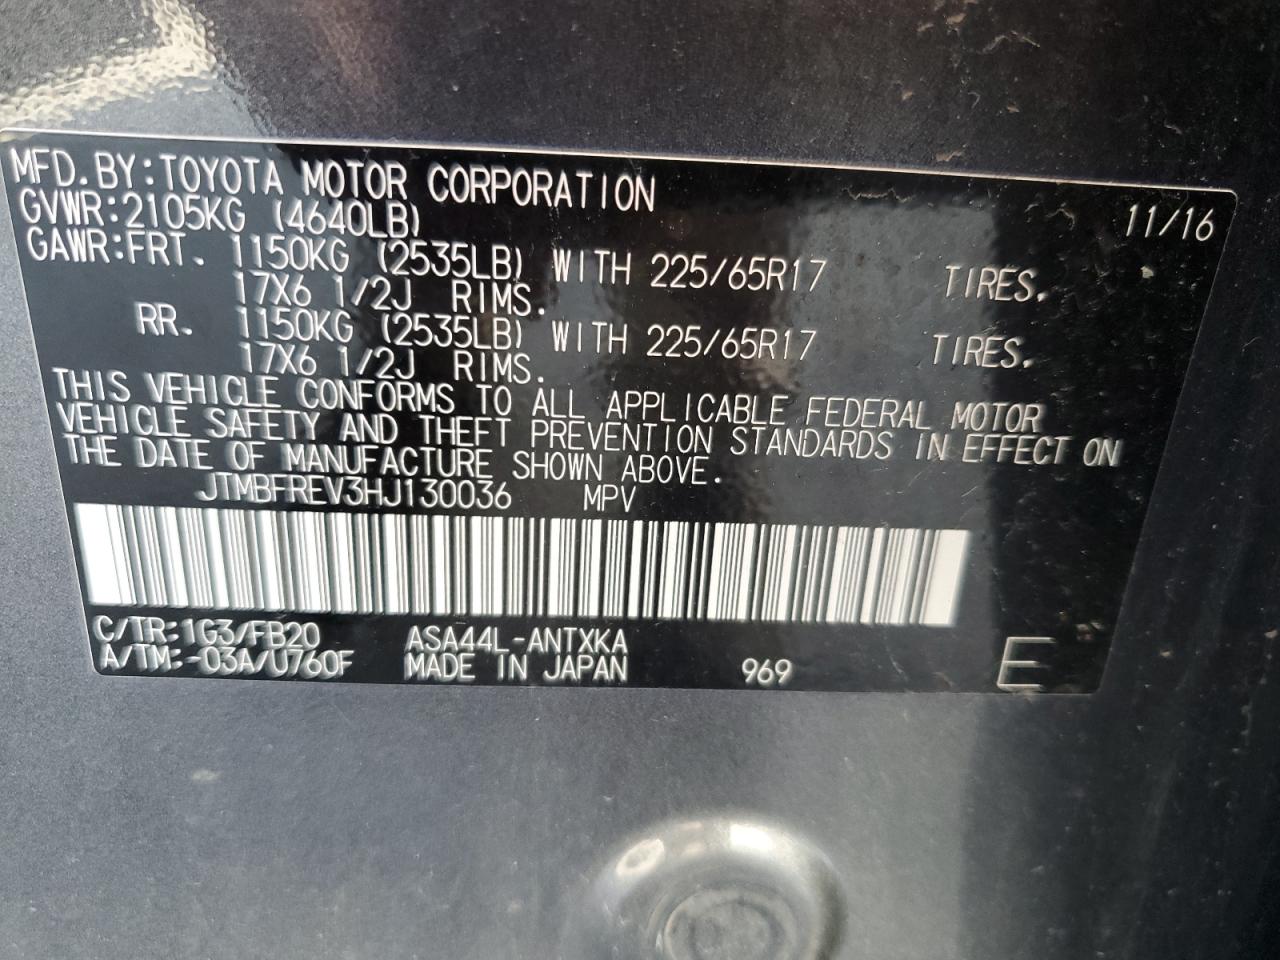 MFD.BY:TOYOTA MOTOR CORPORATION 11/16
GVWR:2105KG (4640LB)
GAWR:FRT. 1150KG (2535LB) WITH 225/65R17 TIRES.
17X6 1/2J RIMS.
RR. 1150KG (2535LB) WITH 225/65R17 TIRES.
17X6 1/2J RIMS.
THIS VEHICLE CONFORMS TO ALL APPLICABLE FEDERAL MOTOR
VEHICLE SAFETY AND THEFT PREVENTION STANDARDS IN EFFECT ON
THE DATE OF MANUFACTURE SHOWN ABOVE.
JTMBFREV3HJ130036 MPV
C/TR:1G3/FB20 ASA44L-ANTXKA
A/TM:-03A/U760F MADE IN JAPAN 969 E